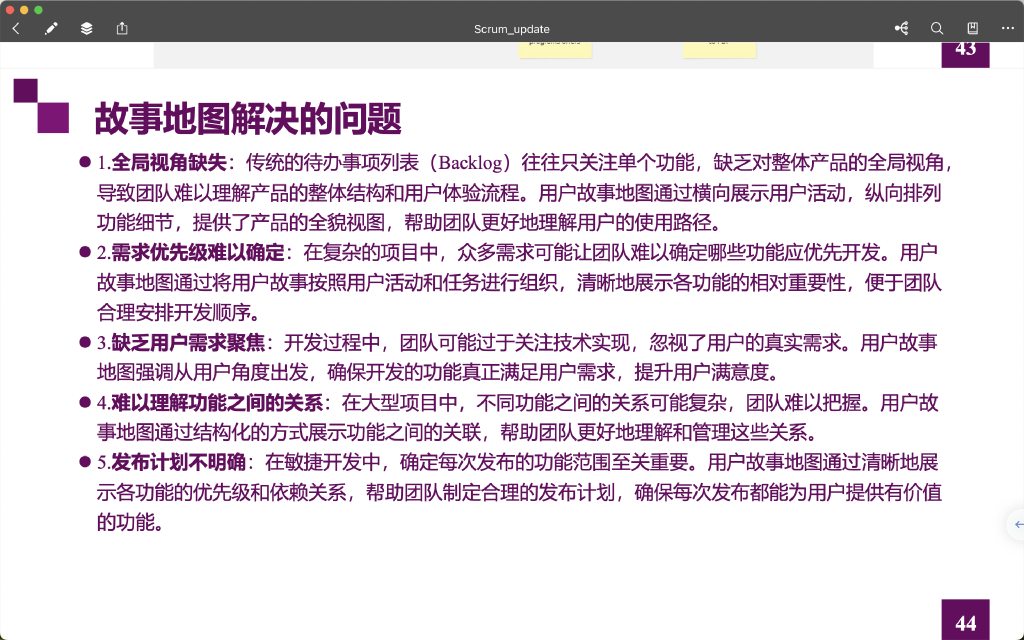 Scrum_update
43
故事地图解决的问题
● 1.全局视角缺失：传统的待办事项列表（Backlog）往往只关注单个功能，缺乏对整体产品的全局视角，
导致团队难以理解产品的整体结构和用户体验流程。用户故事地图通过横向展示用户活动，纵向排列
功能细节，提供了产品的全貌视图，帮助团队更好地理解用户的使用路径。
● 2.需求优先级难以确定：在复杂的项目中，众多需求可能让团队难以确定哪些功能应优先开发。用户
故事地图通过将用户故事按照用户活动和任务进行组织，清晰地展示各功能的相对重要性，便于团队
合理安排开发顺序。
● 3.缺乏用户需求聚焦：开发过程中，团队可能过于关注技术实现，忽视了用户的真实需求。用户故事
地图强调从用户角度出发，确保开发的功能真正满足用户需求，提升用户满意度。
● 4.难以理解功能之间的关系：在大型项目中，不同功能之间的关系可能复杂，团队难以把握。用户故
事地图通过结构化的方式展示功能之间的关联，帮助团队更好地理解和管理这些关系。
● 5.发布计划不明确：在敏捷开发中，确定每次发布的功能范围至关重要。用户故事地图通过清晰地展
示各功能的优先级和依赖关系，帮助团队制定合理的发布计划，确保每次发布都能为用户提供有价值
的功能。
44